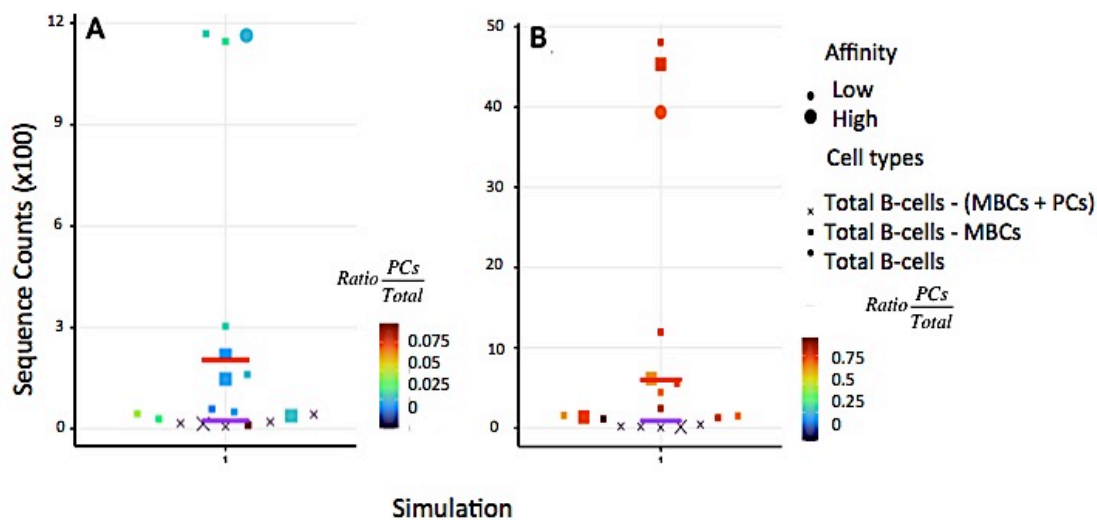 A
B
12
9
6
3
0
Sequence Counts (x100)
1
Ratio PCs
Total
0.075
0.05
0.025
0
50
40
30
20
10
0
1
Simulation
Affinity
Low
High
Cell types
Total B-cells - (MBCs + PCs)
Total B-cells - MBCs
Total B-cells
Ratio PCs
Total
0.75
0.5
0.25
0